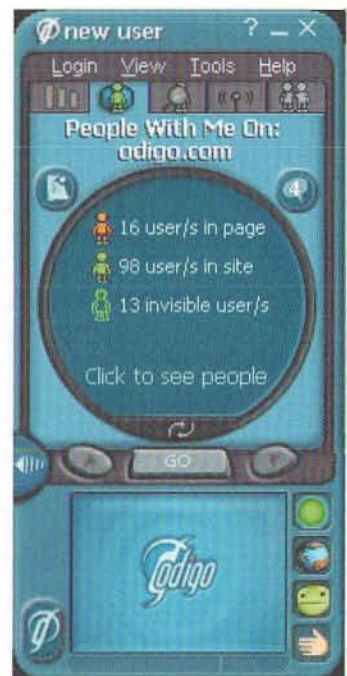 new user ? – X
Login View Tools Help
People With Me On:
odigo.com
4
16 user/s in page
98 user/s in site
13 invisible user/s
Click to see people
GO
Odigo